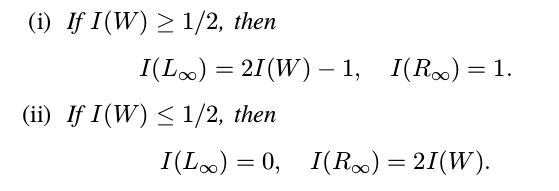 (i) If I(W) ≥ 1/2, then
I(L∞) = 2I(W) − 1, I(R∞) = 1.
(ii) If I(W) ≤ 1/2, then
I(L∞) = 0, I(R∞) = 2I(W).